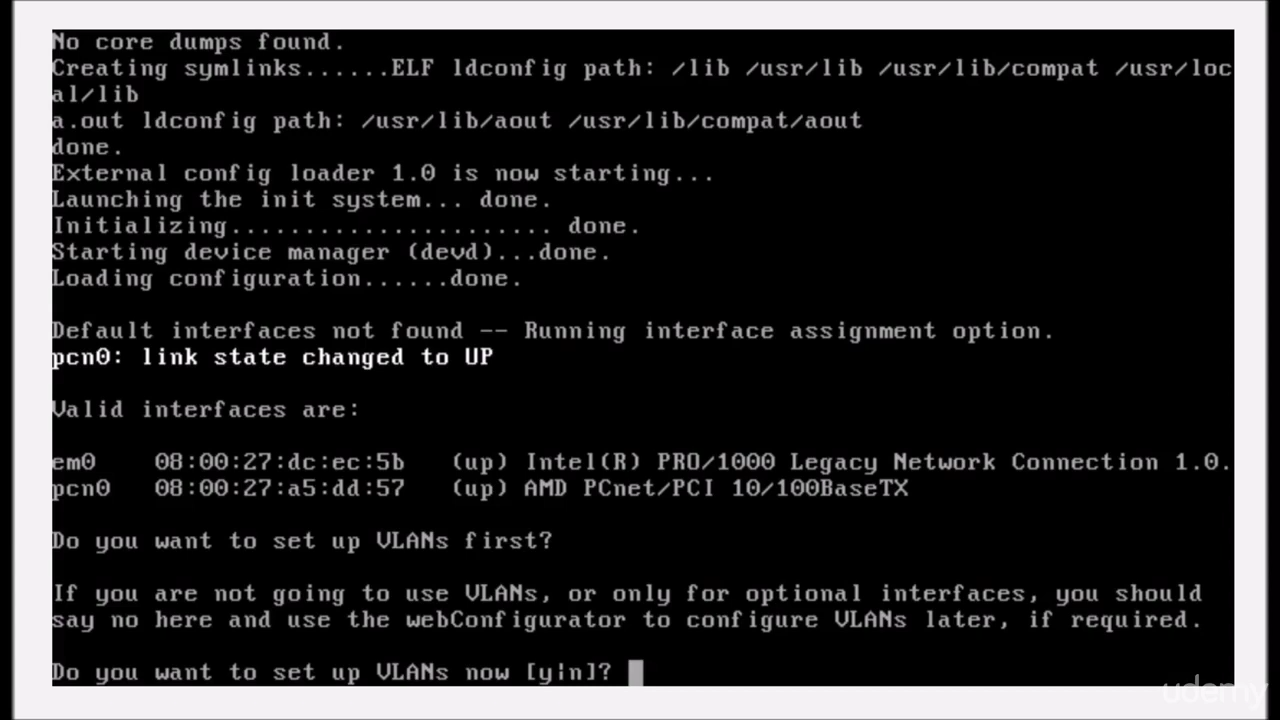 No core dumps found.
Creating symlinks......ELF ldconfig path: /lib /usr/lib /usr/lib/compat /usr/loc
al/lib
a.out ldconfig path: /usr/lib/aout /usr/lib/compat/aout
done.
External config loader 1.0 is now starting...
Launching the init system... done.
Initializing...................... done.
Starting device manager (devd)...done.
Loading configuration......done.
Default interfaces not found -- Running interface assignment option.
pcn0: link state changed to UP
Valid interfaces are:
em0    08:00:27:dc:ec:5b   (up) Intel(R) PRO/1000 Legacy Network Connection 1.0.
pcn0   08:00:27:a5:dd:57   (up) AMD PCnet/PCI 10/100BaseTX
Do you want to set up VLANs first?
If you are not going to use VLANs, or only for optional interfaces, you should
say no here and use the webConfigurator to configure VLANs later, if required.
Do you want to set up VLANs now [y|n]?
udemy